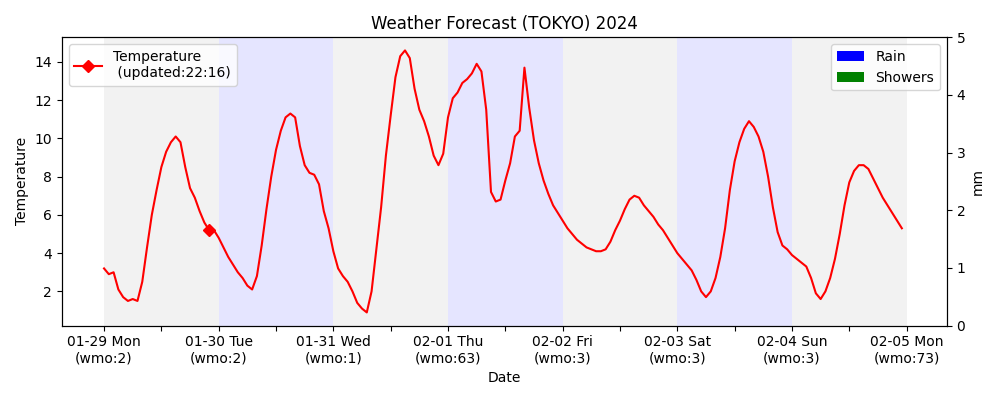 Weather Forecast (TOKYO) 2024
Temperature
(updated:22:16)
Rain
Showers
Temperature
14
12
10
8
6
4
2
5
4
3
2
1
0
mm
01-29 Mon
(wmo:2)
01-30 Tue
(wmo:2)
01-31 Wed
(wmo:1)
02-01 Thu
(wmo:63)
02-02 Fri
(wmo:3)
02-03 Sat
(wmo:3)
02-04 Sun
(wmo:3)
02-05 Mon
(wmo:73)
Date